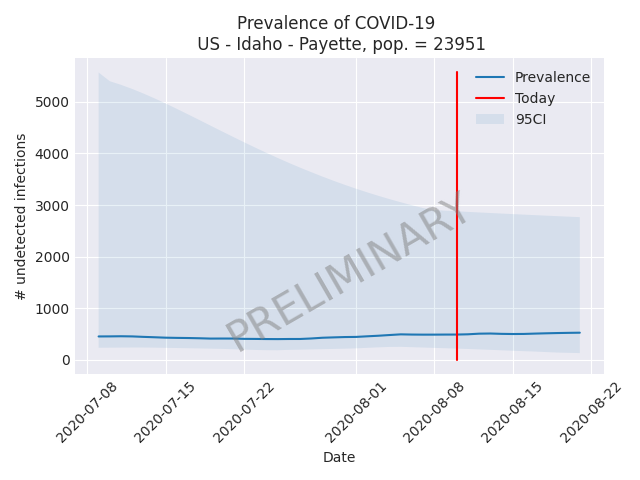 Prevalence of COVID-19
US - Idaho - Payette, pop. = 23951
Prevalence
Today
95CI
PRELIMINARY
# undetected infections
5000
4000
3000
2000
1000
0
2020-07-08
2020-07-15
2020-07-22
2020-08-01
2020-08-08
2020-08-15
2020-08-22
Date